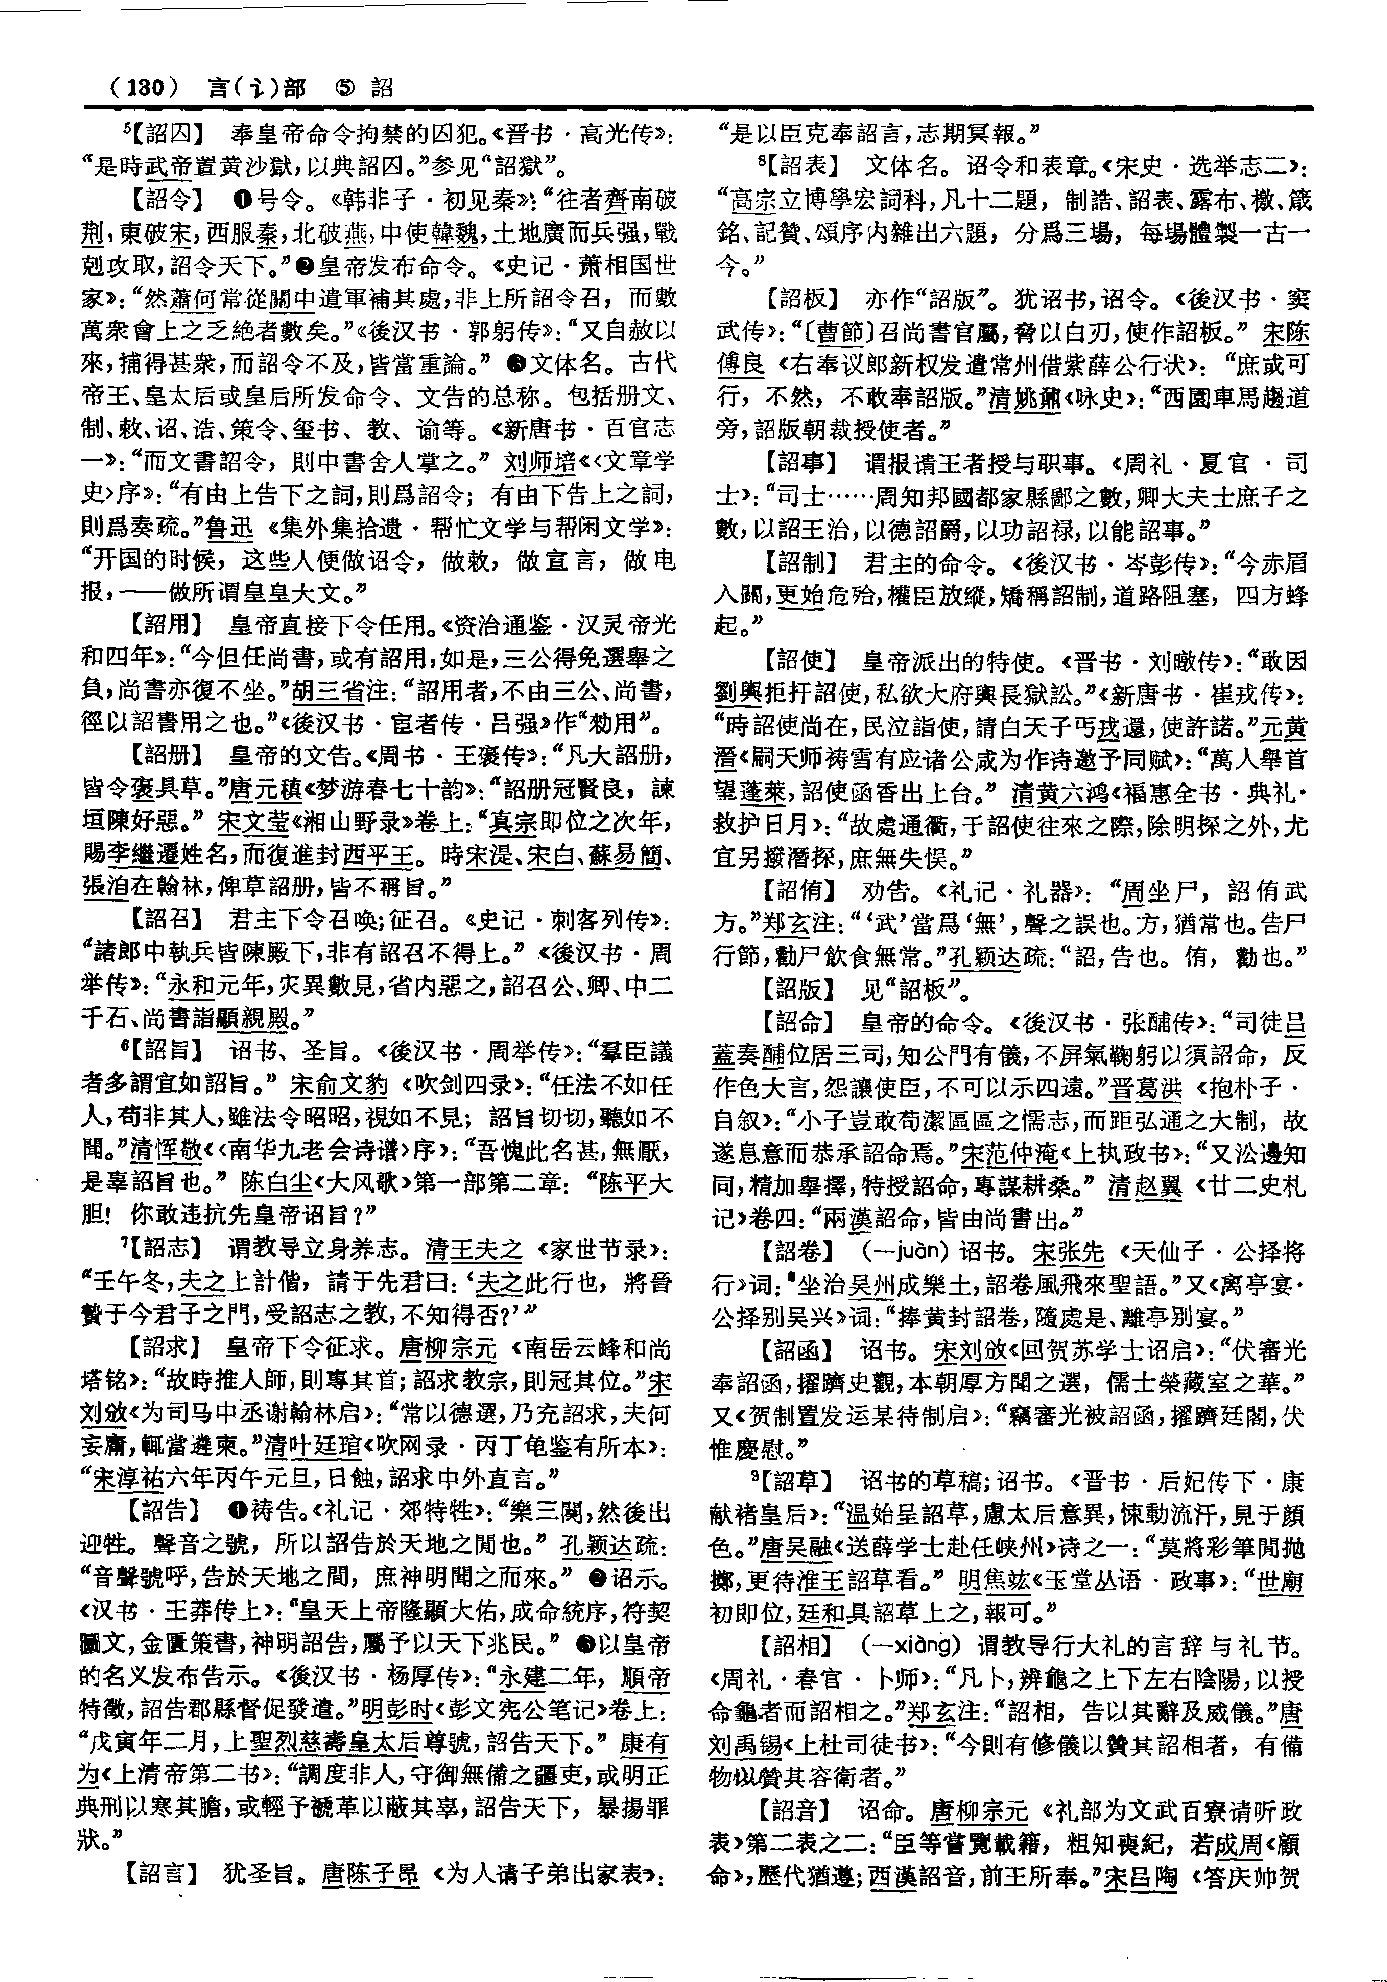 （130） 言(讠)部 ⑤ 詔
⁵【詔囚】 奉皇帝命令拘禁的囚犯。《晋书·高光传》：
“是時武帝置黄沙獄，以典詔囚。”参见“詔獄”。
【詔令】 ❶号令。《韩非子·初见秦》：“往者齊南破
荆，東破宋，西服秦，北破燕，中使韓魏，土地廣而兵强，戰
剋攻取，詔令天下。”❷皇帝发布命令。《史记·萧相国世
家》：“然蕭何常從關中遣軍補其處，非上所詔令召，而數
萬衆會上之乏絶者數矣。”《後汉书·郭躬传》：“又自赦以
來，捕得甚衆，而詔令不及，皆當重論。” ❸文体名。古代
帝王、皇太后或皇后所发命令、文告的总称。包括册文、
制、敕、诏、诰、策令、玺书、教、谕等。《新唐书·百官志
一》：“而文書詔令，則中書舍人掌之。” 刘师培《〈文章学
史〉序》：“有由上告下之詞，則爲詔令；有由下告上之詞，
則爲奏疏。”鲁迅《集外集拾遗·帮忙文学与帮闲文学》：
“开国的时候，这些人便做诏令，做敕，做宣言，做电
报，——做所谓皇皇大文。”
【詔用】 皇帝直接下令任用。《资治通鉴·汉灵帝光
和四年》：“今但任尚書，或有詔用，如是，三公得免選舉之
負，尚書亦復不坐。”胡三省注：“詔用者，不由三公、尚書，
徑以詔書用之也。”《後汉书·宦者传·吕强》作“勑用”。
【詔册】 皇帝的文告。《周书·王褒传》：“凡大詔册，
皆令褒具草。”唐元稹《梦游春七十韵》：“詔册冠賢良，諫
垣陳好惡。” 宋文莹《湘山野录》卷上：“真宗即位之次年，
賜李繼遷姓名，而復進封西平王。時宋湜、宋白、蘇易簡、
張洎在翰林，俾草詔册，皆不稱旨。”
【詔召】 君主下令召唤；征召。《史记·刺客列传》：
“諸郎中執兵皆陳殿下，非有詔召不得上。”《後汉书·周
举传》：“永和元年，灾異數見，省内惡之，詔召公、卿、中二
千石、尚書詣顯親殿。”
⁶【詔旨】 诏书、圣旨。《後汉书·周举传》：“羣臣議
者多謂宜如詔旨。” 宋俞文豹《吹剑四录》：“任法不如任
人，苟非其人，雖法令昭昭，視如不見；詔旨切切，聽如不
聞。”清恽敬《〈南华九老会诗谱〉序》：“吾愧此名甚，無厭，
是辜詔旨也。” 陈白尘《大风歌》第一部第二章：“陈平大
胆！你敢违抗先皇帝诏旨？”
⁷【詔志】 谓教导立身养志。清王夫之《家世节录》：
“壬午冬，夫之上計偕，請于先君曰：‘夫之此行也，將晉
贄于今君子之門，受詔志之教，不知得否？’”
【詔求】 皇帝下令征求。唐柳宗元《南岳云峰和尚
塔铭》：“故時推人師，則專其首；詔求教宗，則冠其位。”宋
刘攽《为司马中丞谢翰林启》：“常以德選，乃充詔求，夫何
妄庸，輒當遴柬。”清叶廷琯《吹网录·丙丁龟鉴有所本》：
“宋淳祐六年丙午元旦，日蝕，詔求中外直言。”
【詔告】 ❶祷告。《礼记·郊特牲》：“樂三闋，然後出
迎牲。聲音之號，所以詔告於天地之閒也。” 孔颖达疏：
“音聲號呼，告於天地之間，庶神明聞之而來。” ❷诏示。
《汉书·王莽传上》：“皇天上帝隆顯大佑，成命統序，符契
圖文，金匱策書，神明詔告，屬予以天下兆民。” ❸以皇帝
的名义发布告示。《後汉书·杨厚传》：“永建二年，順帝
特徵，詔告郡縣督促發遣。”明彭时《彭文宪公笔记》卷上：
“戊寅年二月，上聖烈慈壽皇太后尊號，詔告天下。” 康有
为《上清帝第二书》：“調度非人，守御無備之疆吏，或明正
典刑以寒其膽，或輕予褫革以蔽其辜，詔告天下，暴揚罪
狀。”
【詔言】 犹圣旨。唐陈子昂《为人请子弟出家表》：
“是以臣克奉詔言，志期冥報。”
⁸【詔表】 文体名。诏令和表章。《宋史·选举志二》：
“高宗立博學宏詞科，凡十二題，制誥、詔表、露布、檄、箴
銘、記贊、頌序内雜出六題，分爲三場，每場體製一古一
今。”
【詔板】 亦作“詔版”。犹诏书，诏令。《後汉书·窦
武传》：“〔曹節〕召尚書官屬，脅以白刃，使作詔板。” 宋陈
傅良《右奉议郎新权发遣常州借紫薛公行状》：“庶或可
行，不然，不敢奉詔版。”清姚鼐《咏史》：“西園車馬趨道
旁，詔版朝裁授使者。”
【詔事】 谓报请王者授与职事。《周礼·夏官·司
士》：“司士……周知邦國都家縣鄙之數，卿大夫士庶子之
數，以詔王治，以德詔爵，以功詔禄，以能詔事。”
【詔制】 君主的命令。《後汉书·岑彭传》：“今赤眉
入關，更始危殆，權臣放縱，矯稱詔制，道路阻塞，四方蜂
起。”
【詔使】 皇帝派出的特使。《晋书·刘暾传》：“敢因
劉輿拒扞詔使，私欲大府與長獄訟。”《新唐书·崔戎传》：
“時詔使尚在，民泣詣使，請白天子丐戎還，使許諾。”元黄
溍《嗣天师祷雪有应诸公咸为作诗邀予同赋》：“萬人舉首
望蓬萊，詔使函香出上台。” 清黄六鸿《福惠全书·典礼·
救护日月》：“故處通衢，于詔使往來之際，除明探之外，尤
宜另撥潛探，庶無失悮。”
【詔侑】 劝告。《礼记·礼器》：“周坐尸，詔侑武
方。”郑玄注：“‘武’當爲‘無’，聲之誤也。方，猶常也。告尸
行節，勸尸飲食無常。”孔颖达疏：“詔，告也。侑，勸也。”
【詔版】 见“詔板”。
【詔命】 皇帝的命令。《後汉书·张酺传》：“司徒吕
蓋奏酺位居三司，知公門有儀，不屏氣鞠躬以須詔命，反
作色大言，怨讓使臣，不可以示四遠。”晋葛洪《抱朴子·
自叙》：“小子豈敢苟潔區區之懦志，而距弘通之大制，故
遂息意而恭承詔命焉。”宋范仲淹《上执政书》：“又沿邊知
同，精加舉擇，特授詔命，專謀耕桑。” 清赵翼《廿二史札
记》卷四：“兩漢詔命，皆由尚書出。”
【詔卷】 （—juàn）诏书。宋张先《天仙子·公择将
行》词：“坐治吴州成樂土，詔卷風飛來聖語。”又《离亭宴·
公择别吴兴》词：“捧黄封詔卷，隨處是、離亭别宴。”
【詔函】 诏书。宋刘攽《回贺苏学士诏启》：“伏審光
奉詔函，擢躋史觀，本朝厚方聞之選，儒士榮藏室之華。”
又《贺制置发运某待制启》：“竊審光被詔函，擢躋廷閣，伏
惟慶慰。”
⁹【詔草】 诏书的草稿；诏书。《晋书·后妃传下·康
献褚皇后》：“温始呈詔草，慮太后意異，悚動流汗，見于顔
色。”唐吴融《送薛学士赴任峡州》诗之一：“莫將彩筆閒抛
擲，更待淮王詔草看。” 明焦竑《玉堂丛语·政事》：“世廟
初即位，廷和具詔草上之，報可。”
【詔相】 （—xiàng）谓教导行大礼的言辞与礼节。
《周礼·春官·卜师》：“凡卜，辨龜之上下左右陰陽，以授
命龜者而詔相之。”郑玄注：“詔相，告以其辭及威儀。”唐
刘禹锡《上杜司徒书》：“今則有修儀以贊其詔相者，有備
物以贊其容衛者。”
【詔音】 诏命。唐柳宗元《礼部为文武百寮请听政
表》第二表之二：“臣等嘗覽載籍，粗知喪紀，若成周《顧
命》，歷代猶遵；西漢詔音，前王所奉。”宋吕陶《答庆帅贺